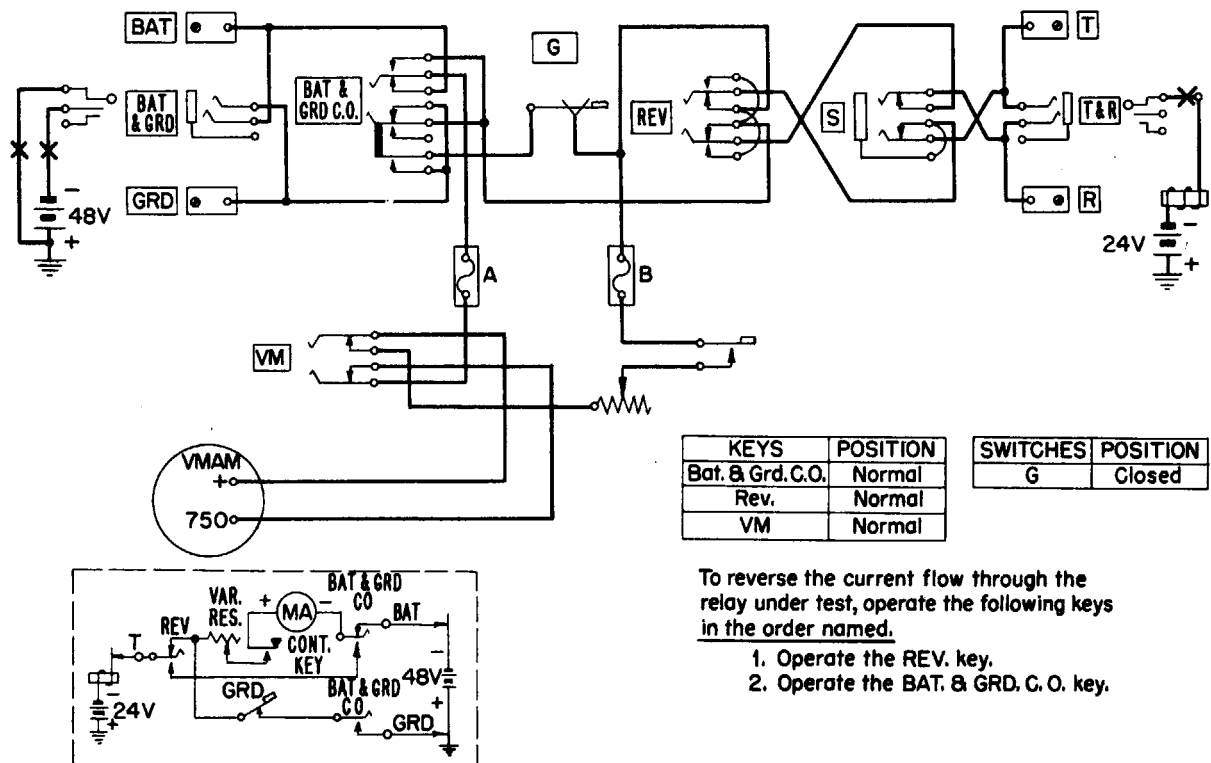 BAT
G
T
BAT
& GRD
BAT &
GRD C.O.
REV
S
T&R
GRD
R
−
48V
+
−
24V
+
A
B
VM
VMAM
+
750
KEYS POSITION
Bat. & Grd. C.O. Normal
Rev. Normal
VM Normal
SWITCHES POSITION
G Closed
To reverse the current flow through the
relay under test, operate the following keys
in the order named.
1. Operate the REV. key.
2. Operate the BAT. & GRD. C. O. key.
BAT & GRD
CO
VAR.
RES.
+ MA −
BAT
REV
T
CONT.
KEY
−
48V
+
GRD
BAT & GRD
CO
GRD
−
24V
+